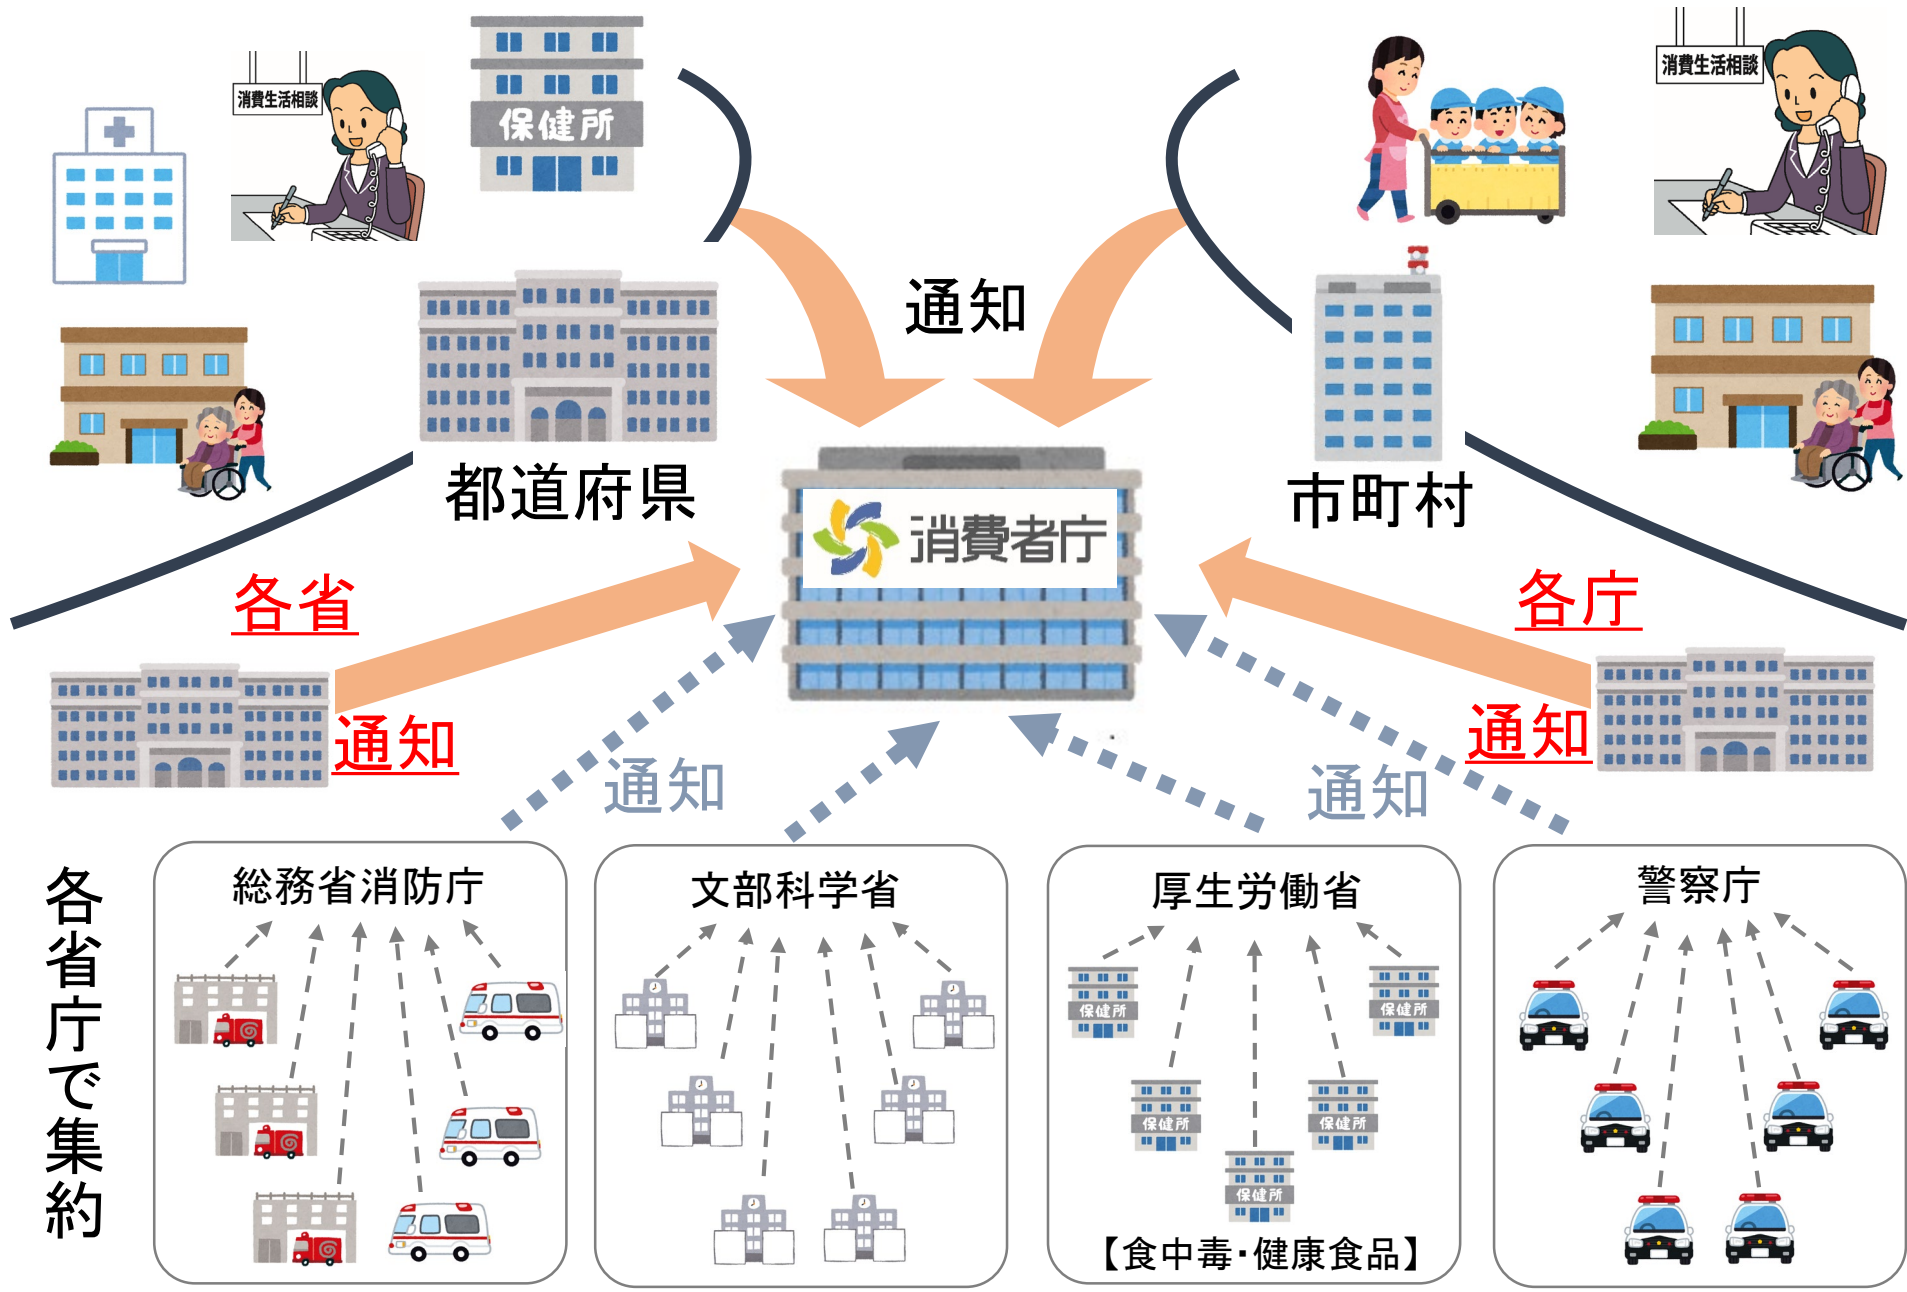 消費生活相談
保健所
消費生活相談
通知
都道府県
市町村
消費者庁
各省
各庁
通知
通知
通知
通知
各省庁で集約
総務省消防庁
文部科学省
厚生労働省
警察庁
保健所
保健所
保健所
保健所
保健所
【食中毒・健康食品】